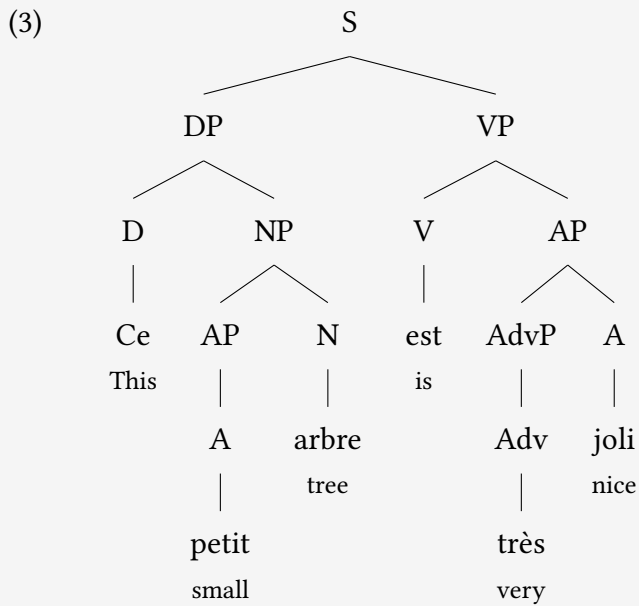 (3) S
DP VP
D NP V AP
Ce AP N est AdvP A
This is
A arbre Adv joli
tree nice
petit très
small very